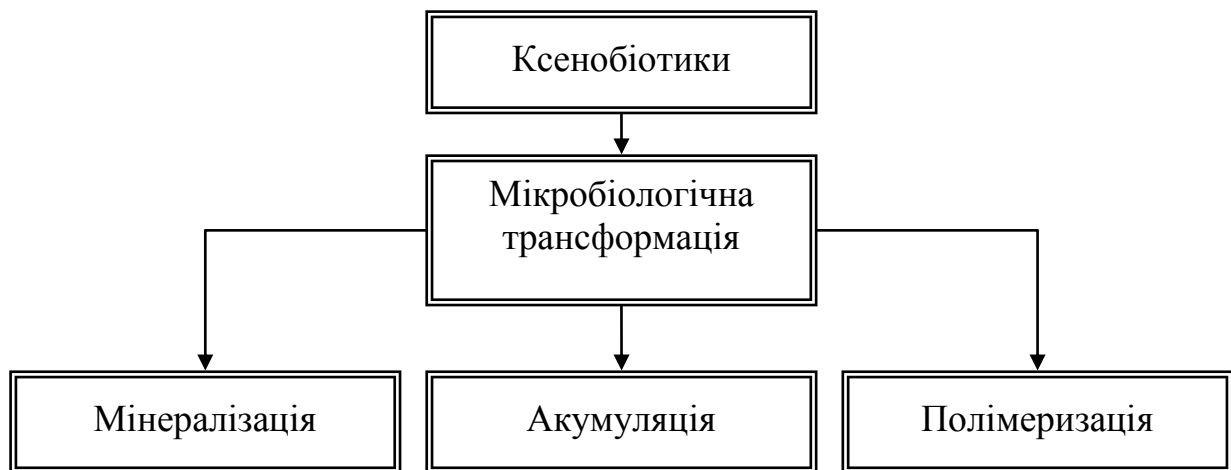 Ксенобіотики
Мікробіологічна
трансформація
Мінералізація
Акумуляція
Полімеризація